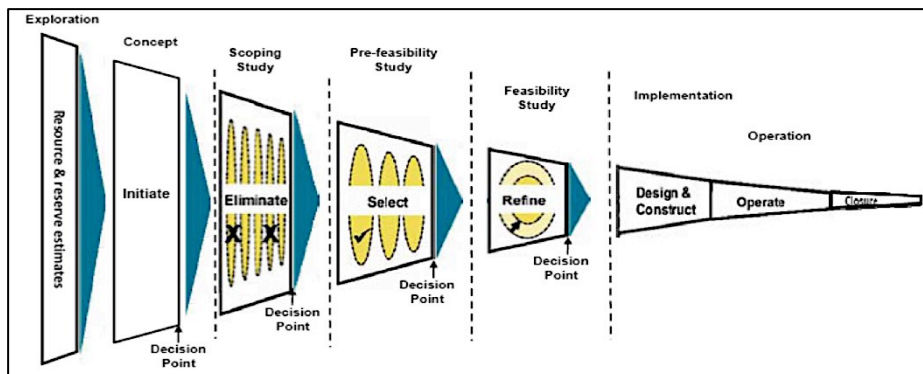 Exploration
Concept
Scoping
Study
Pre-feasibility
Study
Feasibility
Study
Implementation
Operation
Resource & reserve estimates
Initiate
Eliminate
X X
Select
Refine
Design &
Construct
Operate
Closure
Decision
Point
Decision
Point
Decision
Point
Decision
Point